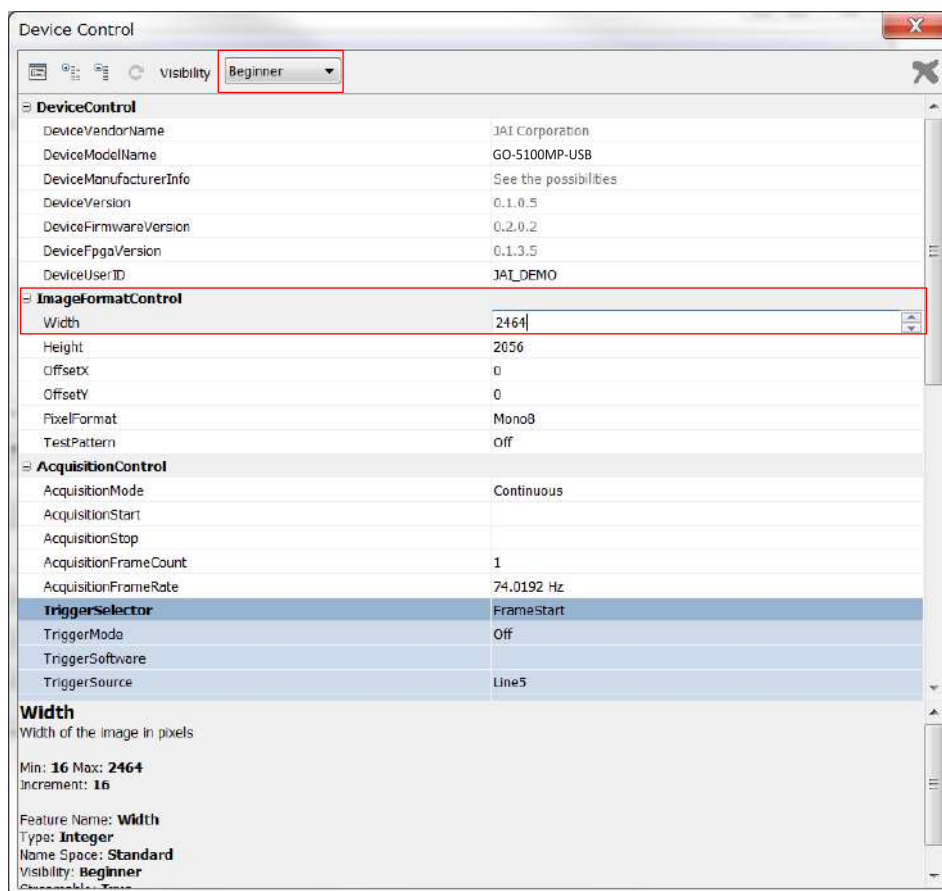 Device Control
Visibility Beginner
DeviceControl
DeviceVendorName JAI Corporation
DeviceModelName GO-5100MP-USB
DeviceManufacturerInfo See the possibilities
DeviceVersion 0.1.0.5
DeviceFirmwareVersion 0.2.0.2
DeviceFpgaVersion 0.1.3.5
DeviceUserID JAI_DEMO
ImageFormatControl
Width 2464
Height 2056
OffsetX 0
OffsetY 0
PixelFormat Mono8
TestPattern Off
AcquisitionControl
AcquisitionMode Continuous
AcquisitionStart
AcquisitionStop
AcquisitionFrameCount 1
AcquisitionFrameRate 74.0192 Hz
TriggerSelector FrameStart
TriggerMode Off
TriggerSoftware
TriggerSource Line5
Width
Width of the image in pixels
Min: 16 Max: 2464
Increment: 16
Feature Name: Width
Type: Integer
Name Space: Standard
Visibility: Beginner
Streamable: True